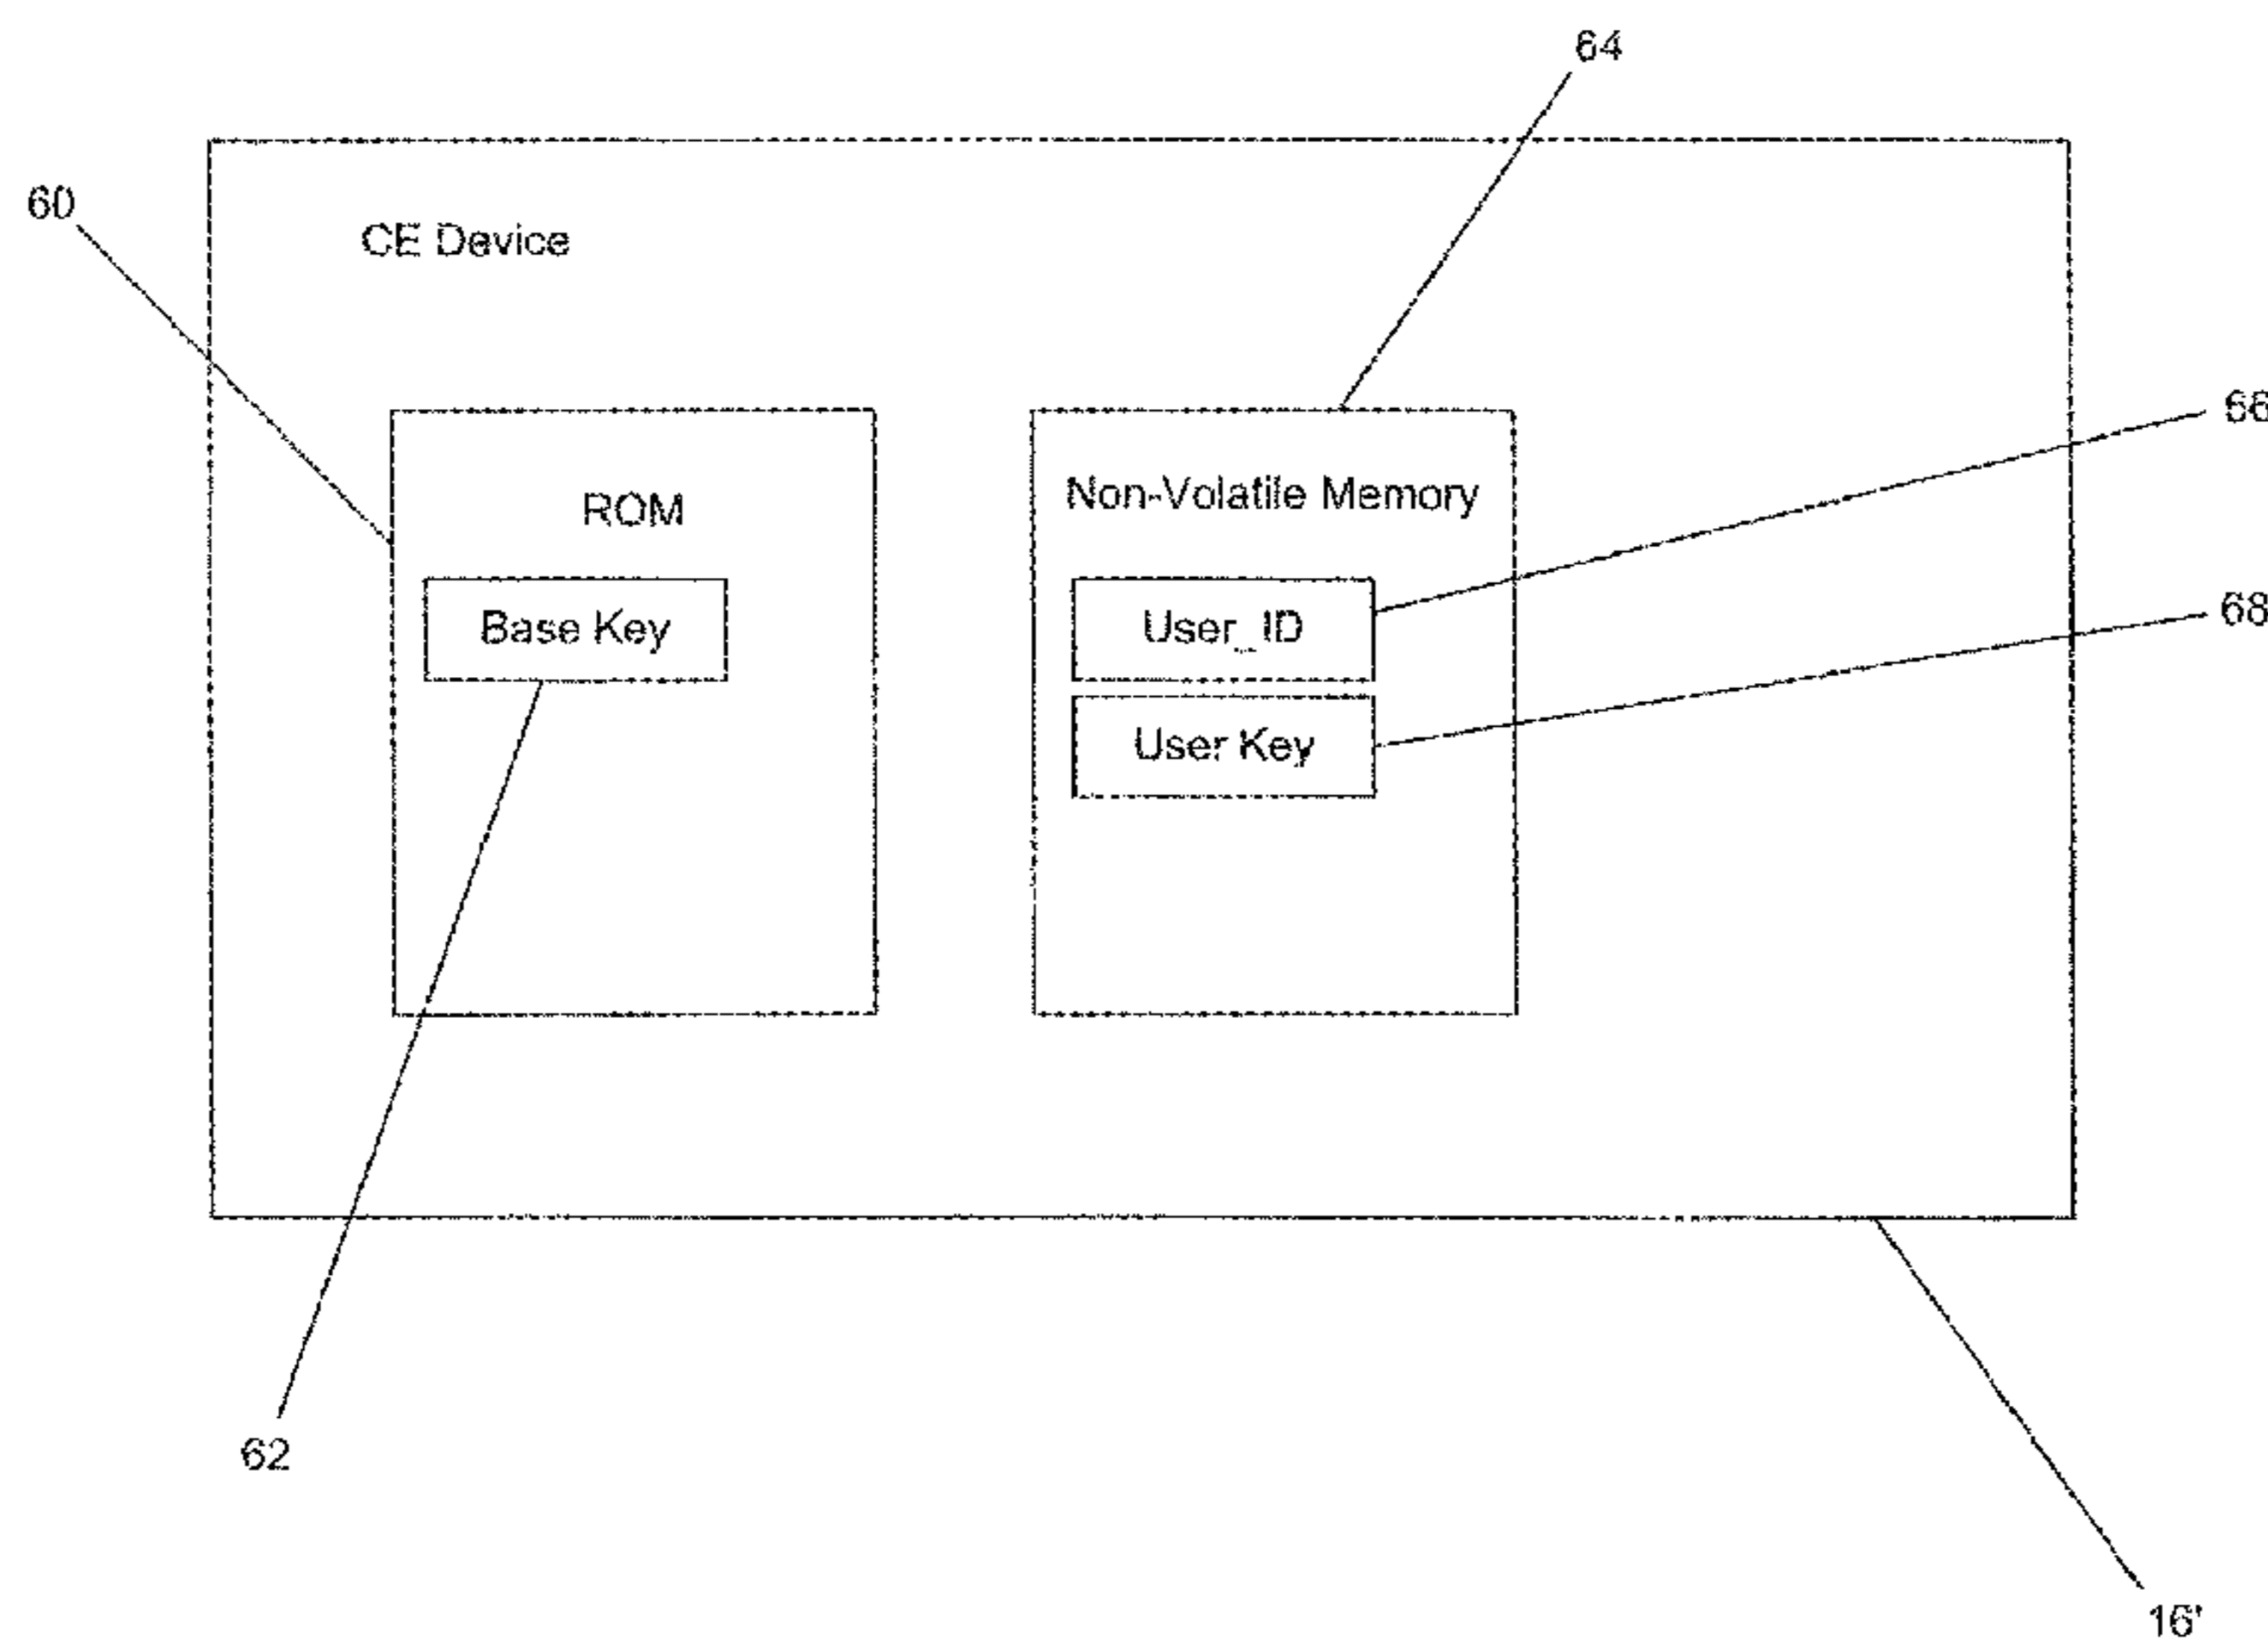 64
60
CE Device
66
ROM
Non-Volatile Memory
Base Key
User_ID
68
User Key
62
16'